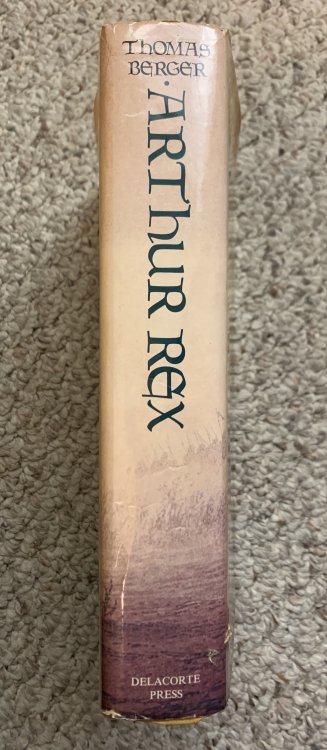 THOMAS
BERGER
·ARThUR REX
DELACORTE
PRESS